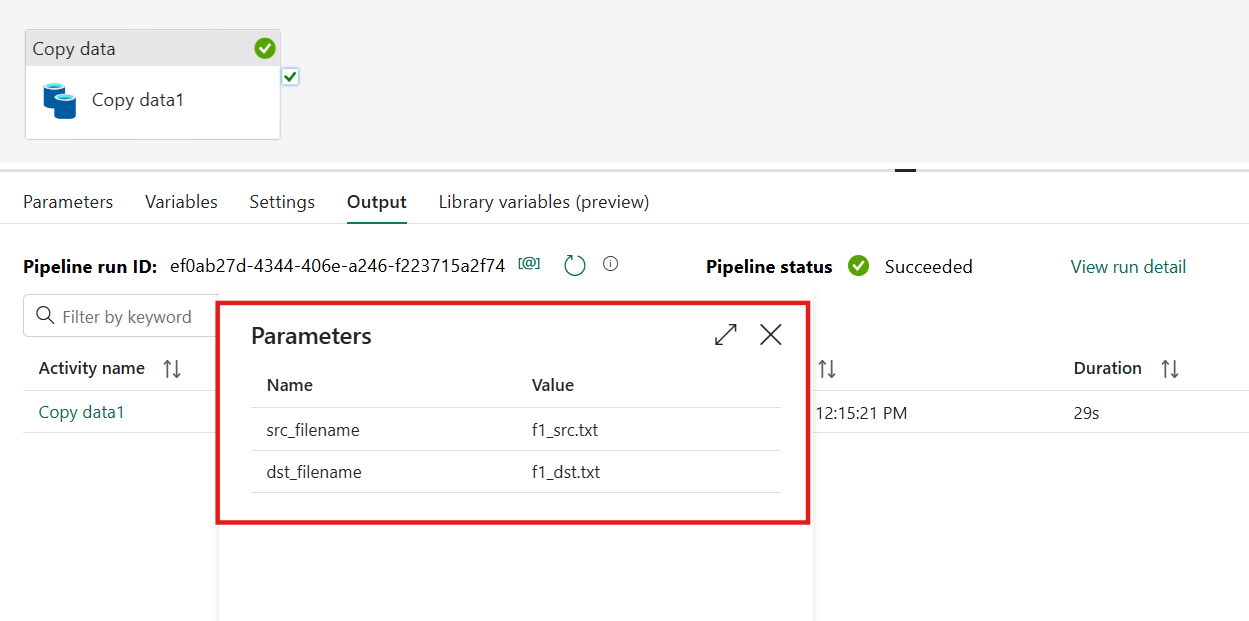 Copy data
Copy data1
Parameters Variables Settings Output Library variables (preview)
Pipeline run ID: ef0ab27d-4344-406e-a246-f223715a2f74 [@] Pipeline status Succeeded View run detail
Filter by keyword
Parameters
Activity name Duration
Name Value
Copy data1 12:15:21 PM 29s
src_filename f1_src.txt
dst_filename f1_dst.txt